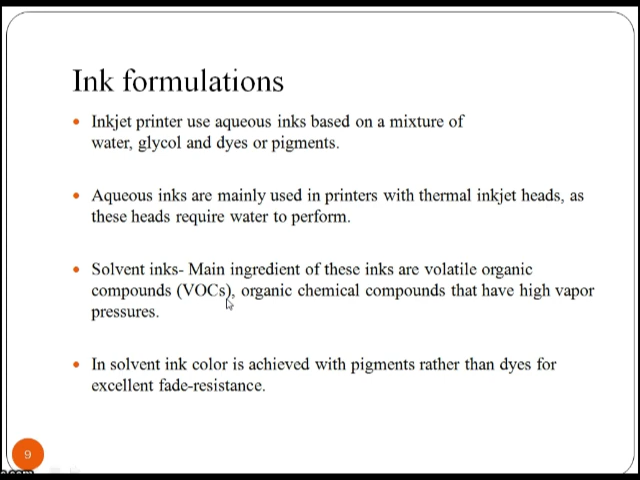 Ink formulations
Inkjet printer use aqueous inks based on a mixture of
water, glycol and dyes or pigments.
Aqueous inks are mainly used in printers with thermal inkjet heads, as
these heads require water to perform.
Solvent inks- Main ingredient of these inks are volatile organic
compounds (VOCs), organic chemical compounds that have high vapor
pressures.
In solvent ink color is achieved with pigments rather than dyes for
excellent fade-resistance.
9